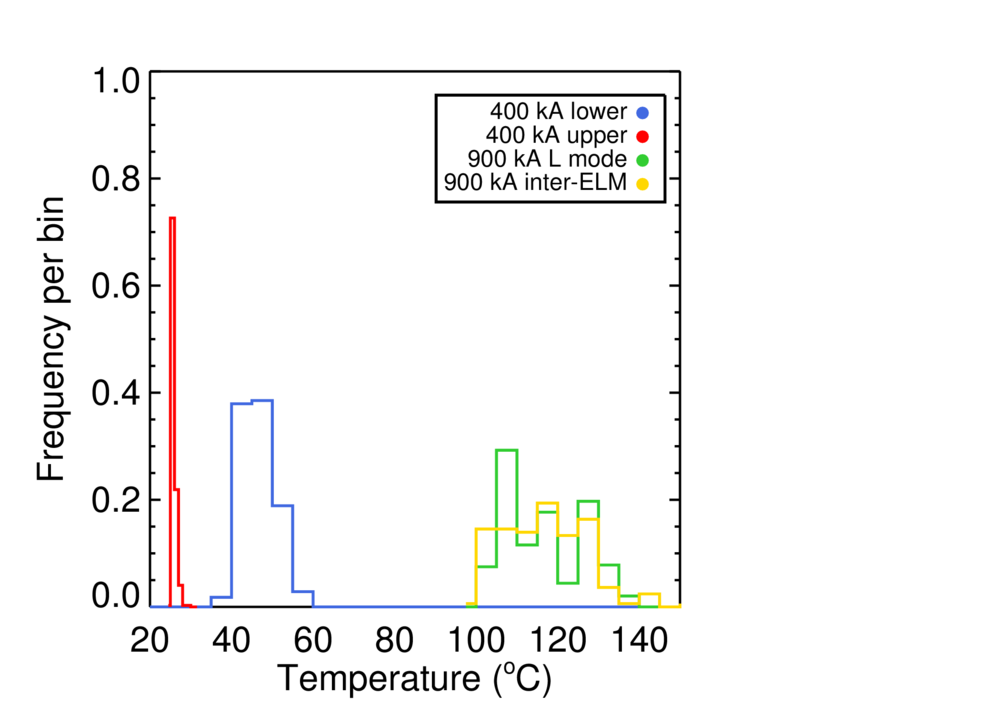 1.0
0.8
0.6
0.4
0.2
0.0
Frequency per bin
400 kA lower
400 kA upper
900 kA L mode
900 kA inter-ELM
20 40 60 80 100 120 140
Temperature (°C)